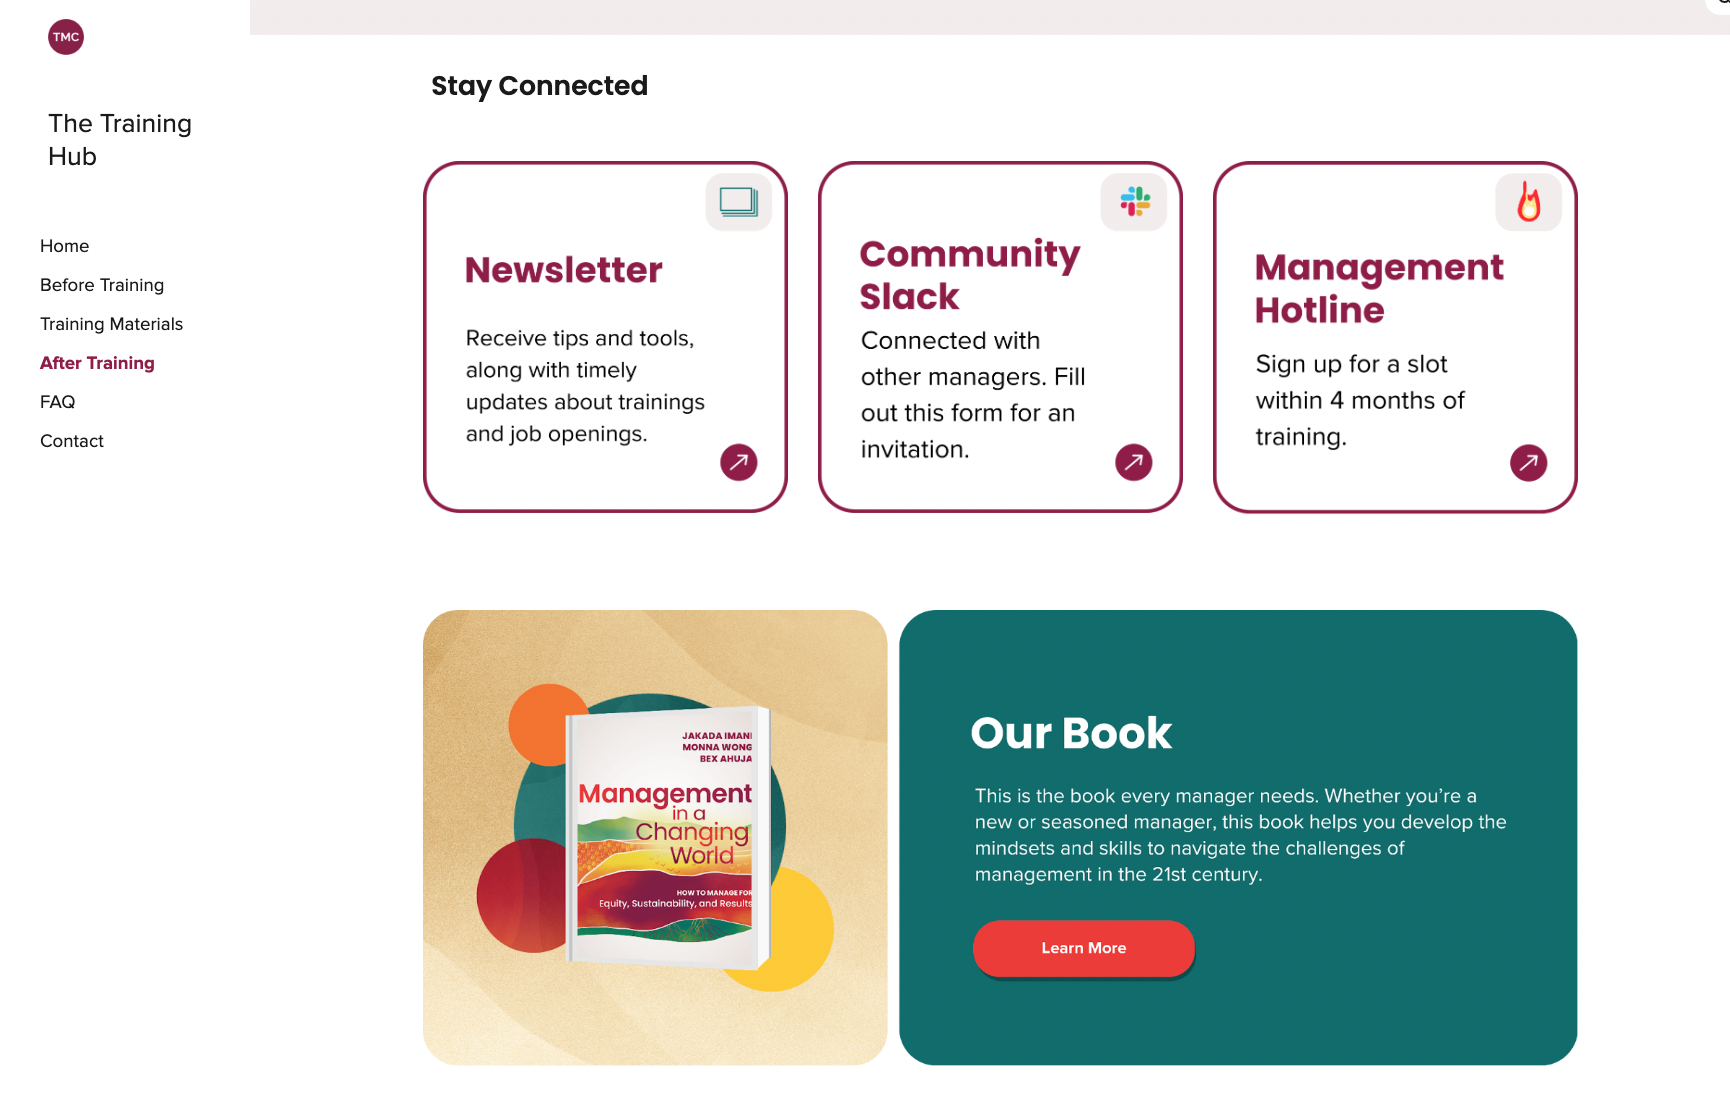 TMC
The Training
Hub
Home
Before Training
Training Materials
After Training
FAQ
Contact
Stay Connected
Newsletter
Receive tips and tools,
along with timely
updates about trainings
and job openings.
Community
Slack
Connected with
other managers. Fill
out this form for an
invitation.
Management
Hotline
Sign up for a slot
within 4 months of
training.
JAKADA IMANI
MONNA WONG
BEX AHUJA
Management
in a
Changing
World
HOW TO MANAGE FOR
Equity, Sustainability, and Results
Our Book
This is the book every manager needs. Whether you’re a
new or seasoned manager, this book helps you develop the
mindsets and skills to navigate the challenges of
management in the 21st century.
Learn More